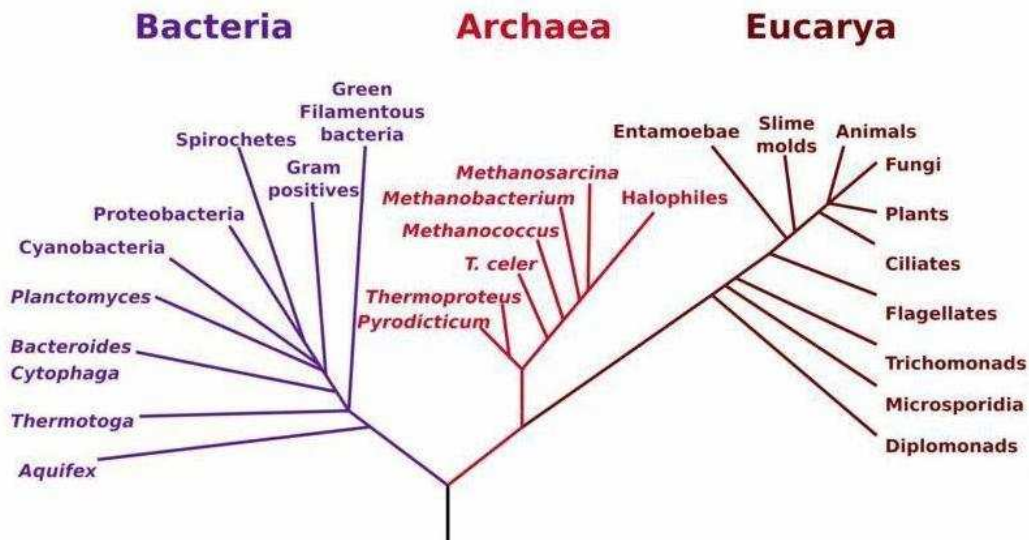 Bacteria
Archaea
Eucarya
Green
Filamentous
bacteria
Spirochetes
Gram
positives
Proteobacteria
Cyanobacteria
Planctomyces
Bacteroides
Cytophaga
Thermotoga
Aquifex
Methanosarcina
Methanobacterium
Halophiles
Methanococcus
T. celer
Thermoproteus
Pyrodicticum
Entamoebae
Slime
molds
Animals
Fungi
Plants
Ciliates
Flagellates
Trichomonads
Microsporidia
Diplomonads